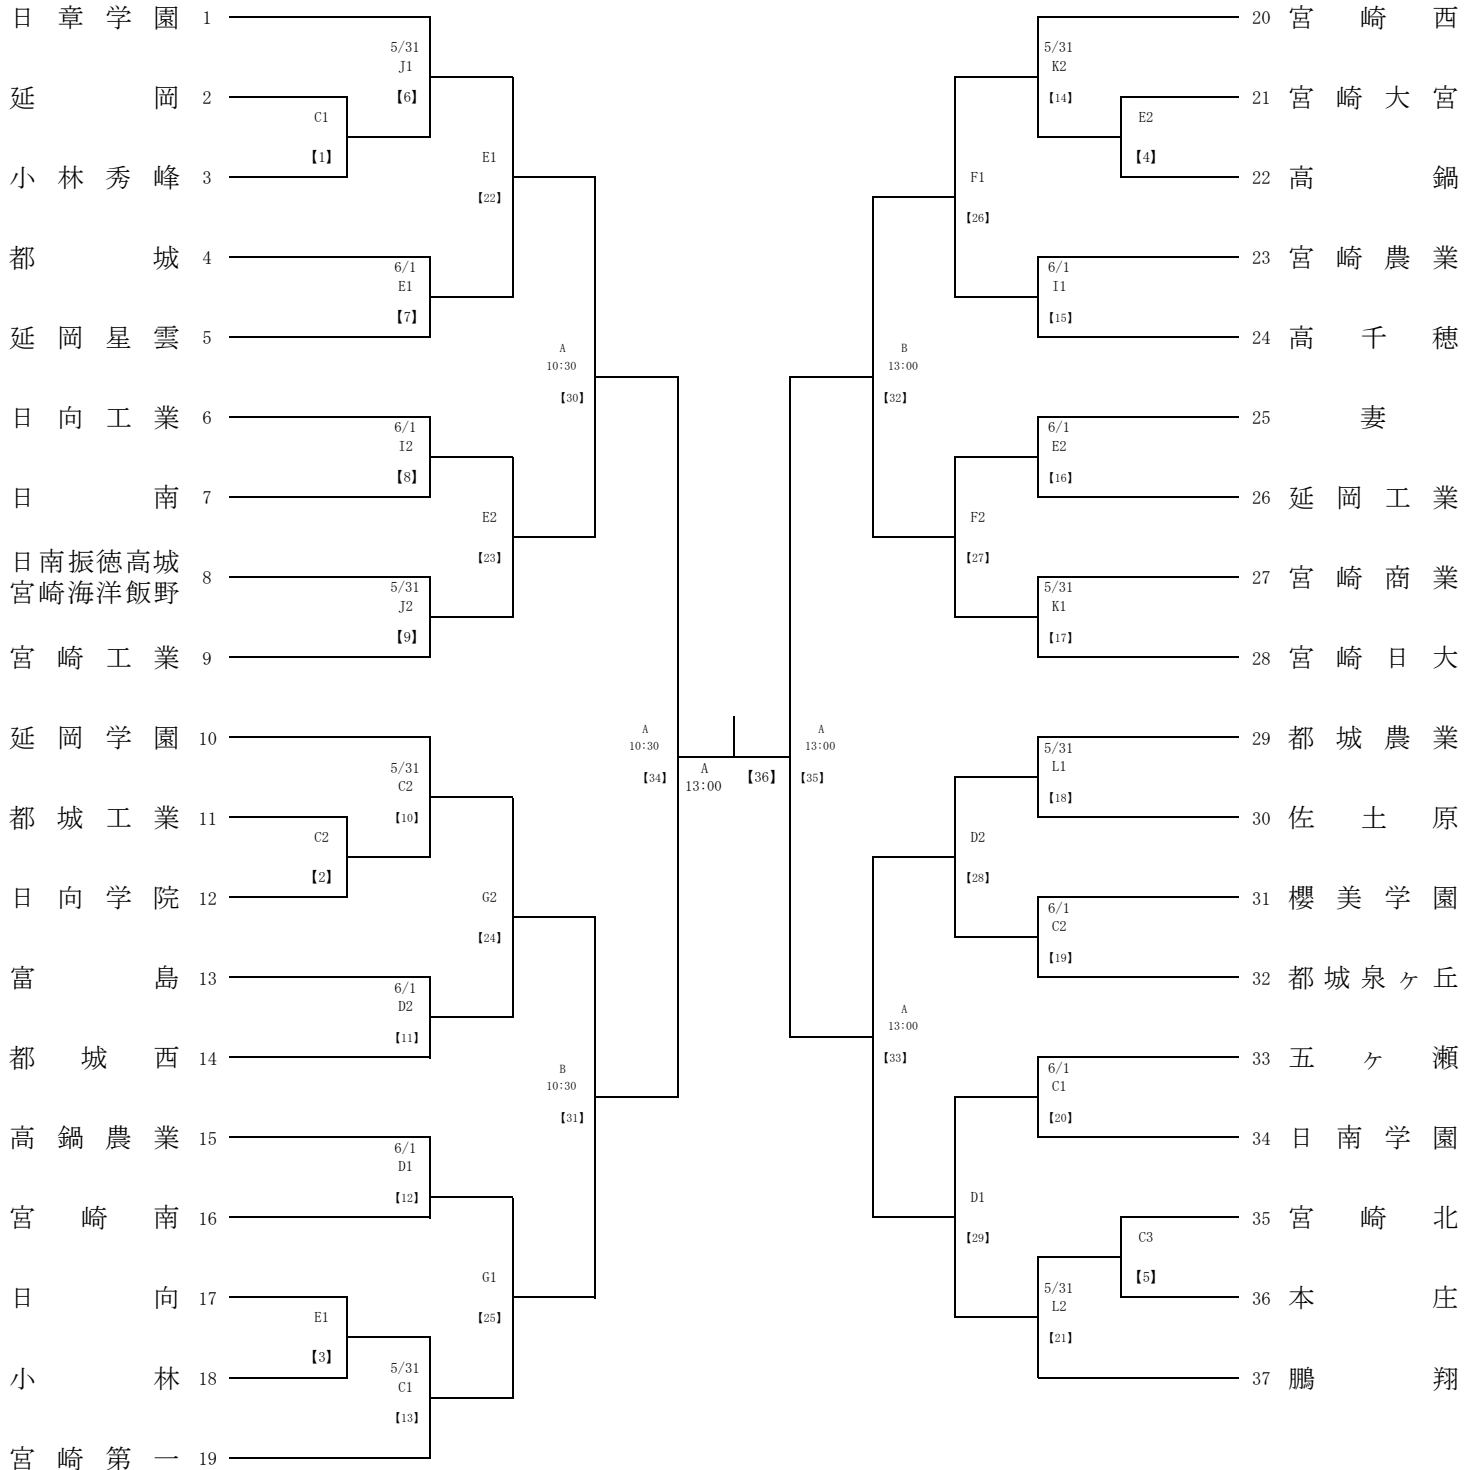 日章学園 1
5/31
J1
【6】
延岡 2
C1
【1】
小林秀峰 3
E1
【22】
都城 4
6/1
E1
【7】
延岡星雲 5
A
10:30
【30】
日向工業 6
6/1
I2
【8】
日南 7
E2
【23】
日南振徳高城
宮崎海洋飯野
8
5/31
J2
【9】
宮崎工業 9
延岡学園 10
5/31
C2
【10】
都城工業 11
C2
【2】
日向学院 12
G2
【24】
富島 13
6/1
D2
【11】
都城西 14
B
10:30
【31】
高鍋農業 15
6/1
D1
【12】
宮崎南 16
G1
【25】
日向 17
E1
【3】
小林 18
5/31
C1
【13】
宮崎第一 19
A
10:30
【34】
A
13:00
【36】
A
13:00
【35】
20 宮崎西
5/31
K2
【14】
21 宮崎大宮
E2
【4】
22 高鍋
F1
【26】
23 宮崎農業
6/1
I1
【15】
24 高千穂
B
13:00
【32】
25 妻
6/1
E2
【16】
26 延岡工業
F2
【27】
27 宮崎商業
5/31
K1
【17】
28 宮崎日大
29 都城農業
5/31
L1
【18】
30 佐土原
D2
【28】
31 櫻美学園
6/1
C2
【19】
32 都城泉ヶ丘
A
13:00
【33】
33 五ヶ瀬
6/1
C1
【20】
34 日南学園
D1
【29】
35 宮崎北
C3
【5】
36 本庄
5/31
L2
【21】
37 鵬翔